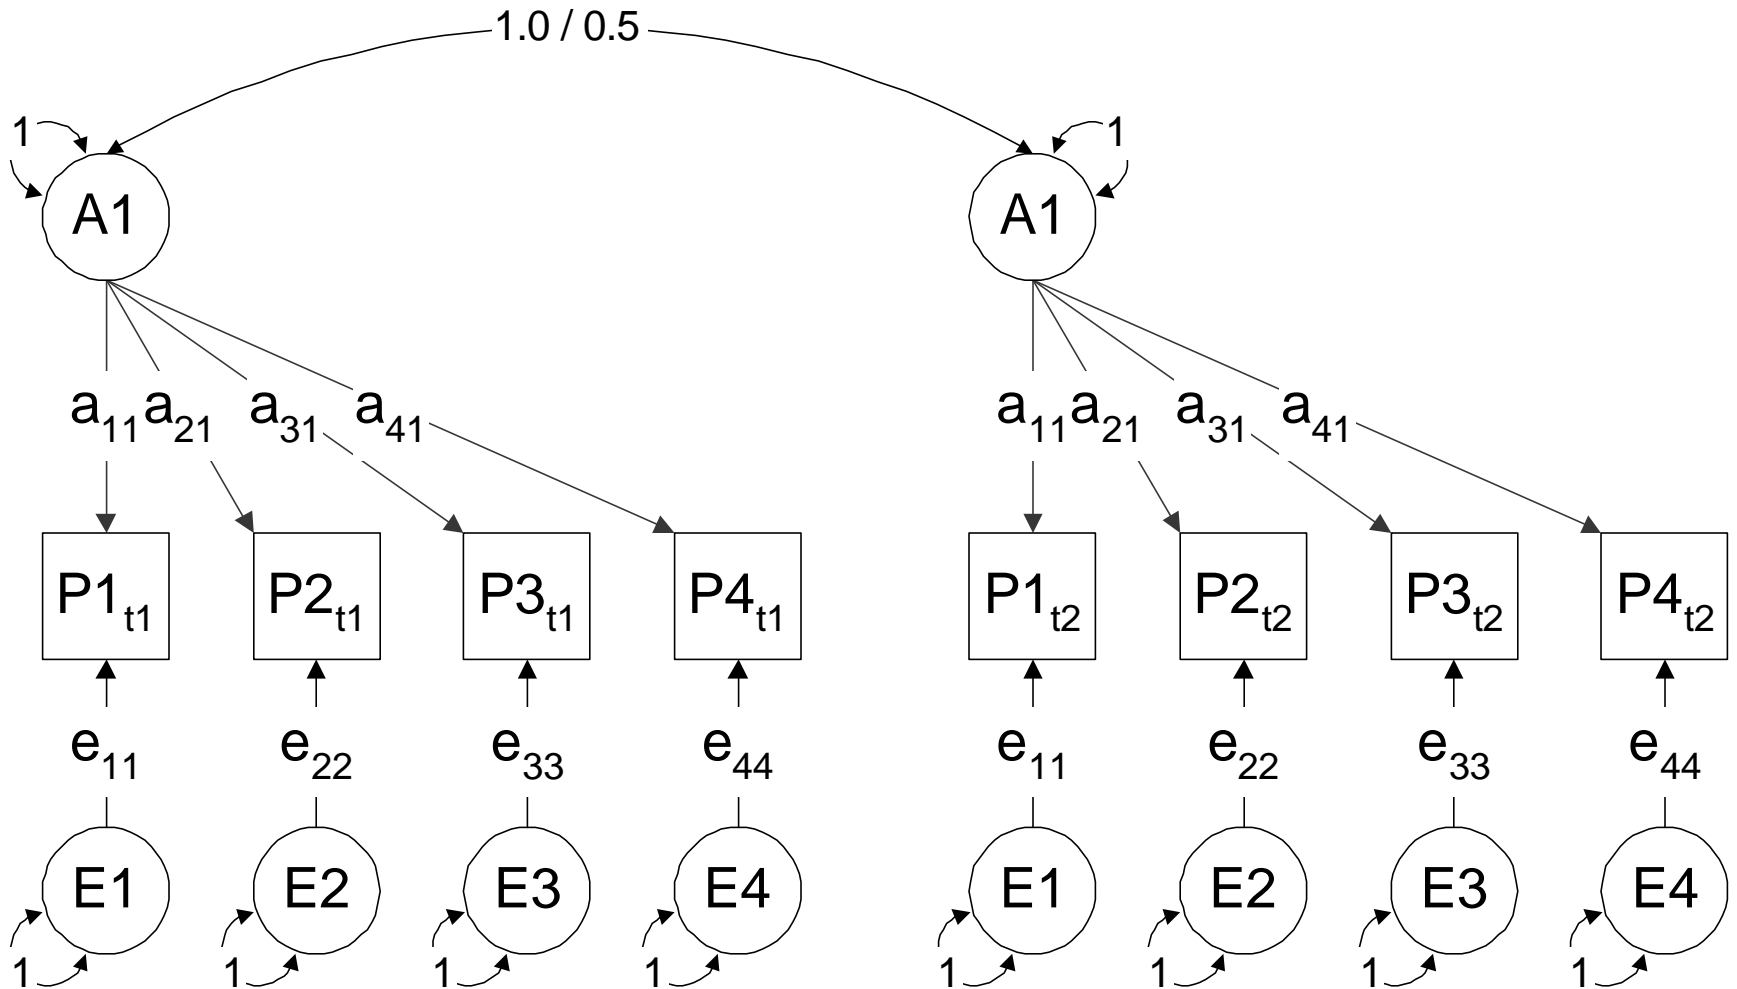 1.0 / 0.5
1 1
A1 A1
a11 a21 a31 a41 a11 a21 a31 a41
P1t1 P2t1 P3t1 P4t1 P1t2 P2t2 P3t2 P4t2
e11 e22 e33 e44 e11 e22 e33 e44
E1 E2 E3 E4 E1 E2 E3 E4
1 1 1 1 1 1 1 1